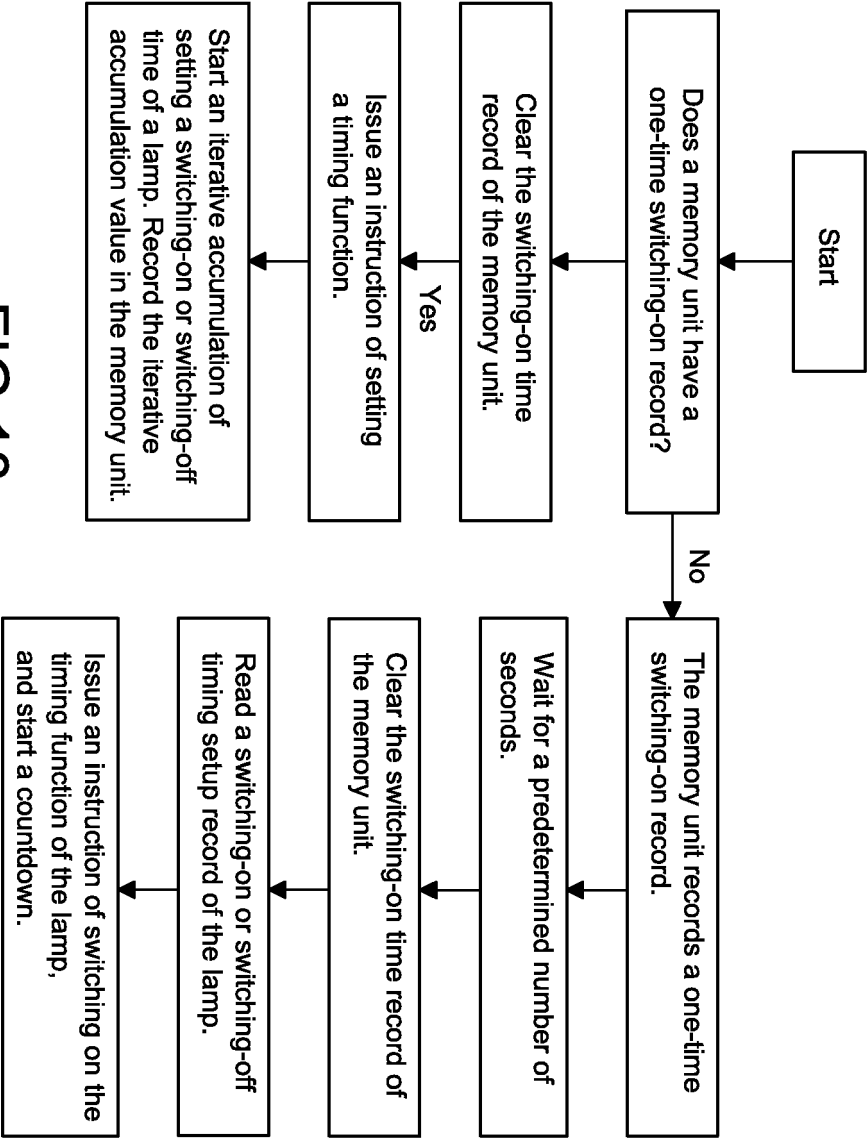 Start
Does a memory unit have a
one-time switching-on record?
Clear the switching-on time
record of the memory unit.
Yes
Issue an instruction of setting
a timing function.
Start an iterative accumulation of
setting a switching-on or switching-off
time of a lamp. Record the iterative
accumulation value in the memory unit.
No
The memory unit records a one-time
switching-on record.
Wait for a predetermined number of
seconds.
Clear the switching-on time record of
the memory unit.
Read a switching-on or switching-off
timing setup record of the lamp.
Issue an instruction of switching on the
timing function of the lamp,
and start a countdown.